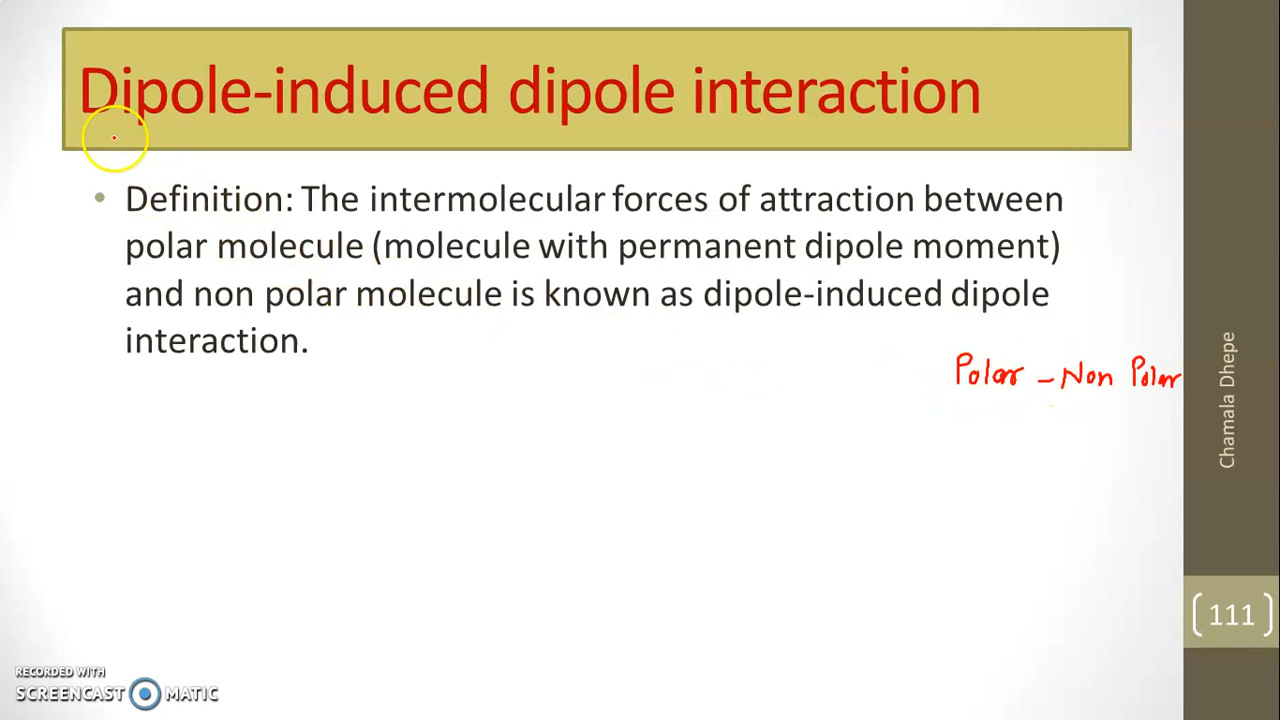 Dipole-induced dipole interaction
• Definition: The intermolecular forces of attraction between
polar molecule (molecule with permanent dipole moment)
and non polar molecule is known as dipole-induced dipole
interaction.
Polar - Non Polar
Chamala Dhepe
111
RECORDED WITH
SCREENCAST MATIC